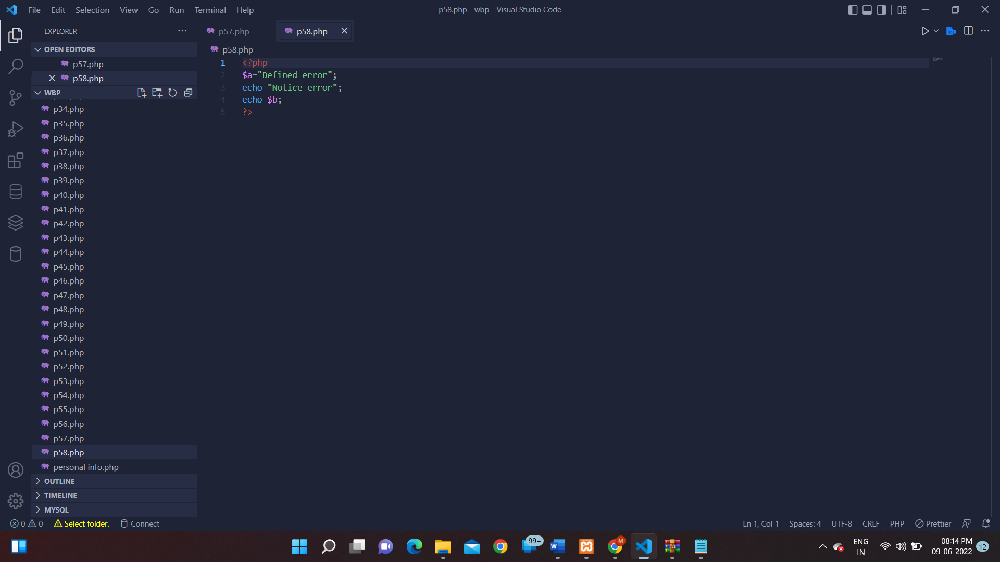 File Edit Selection View Go Run Terminal Help
p58.php - wbp - Visual Studio Code
EXPLORER
p57.php
p58.php
OPEN EDITORS
p57.php
p58.php
WBP
p34.php
p35.php
p36.php
p37.php
p38.php
p39.php
p40.php
p41.php
p42.php
p43.php
p44.php
p45.php
p46.php
p47.php
p48.php
p49.php
p50.php
p51.php
p52.php
p53.php
p54.php
p55.php
p56.php
p57.php
p58.php
personal info.php
OUTLINE
TIMELINE
MYSQL
p58.php
1 <?php
2 $a="Defined error";
3 echo "Notice error";
4 echo $b;
5 ?>
0 0 Select folder. Connect
Ln 1, Col 1 Spaces: 4 UTF-8 CRLF PHP Prettier
99+
W
M
ENG
IN
08:14 PM
09-06-2022
12